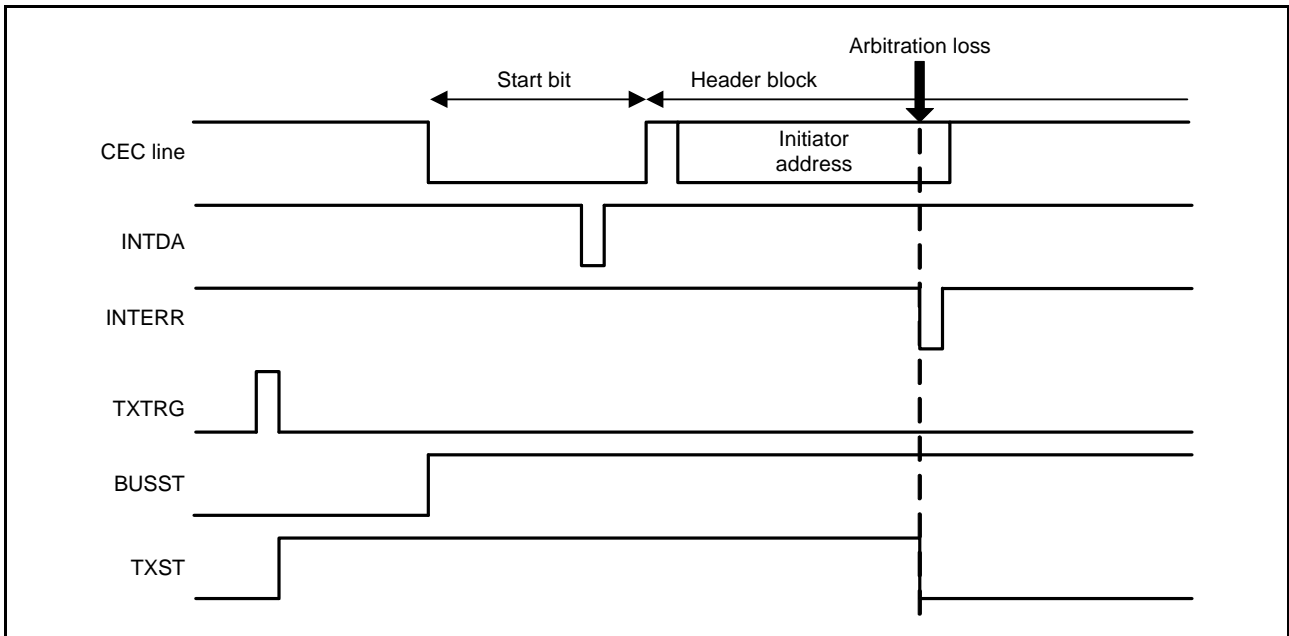 Arbitration loss
Start bit
Header block
CEC line
Initiator
address
INTDA
INTERR
TXTRG
BUSST
TXST